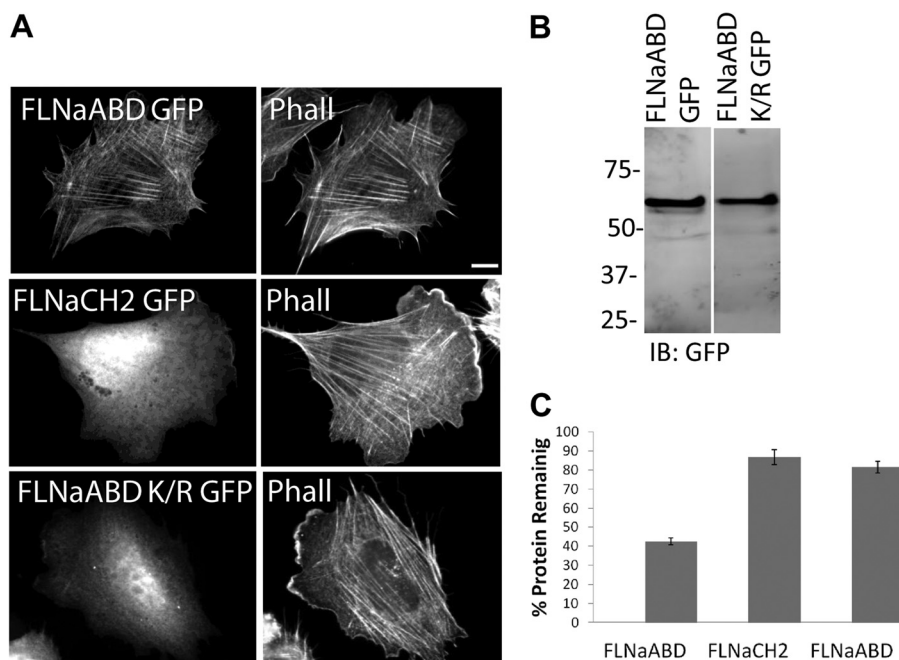 A
FLNaABD GFP
Phall
FLNaCH2 GFP
Phall
FLNaABD K/R GFP
Phall
B
FLNaABD
GFP
FLNaABD
K/R GFP
75-
50-
37-
25-
IB: GFP
C
% Protein Remainig
100
90
80
70
60
50
40
30
20
10
0
FLNaABD
FLNaCH2
FLNaABD